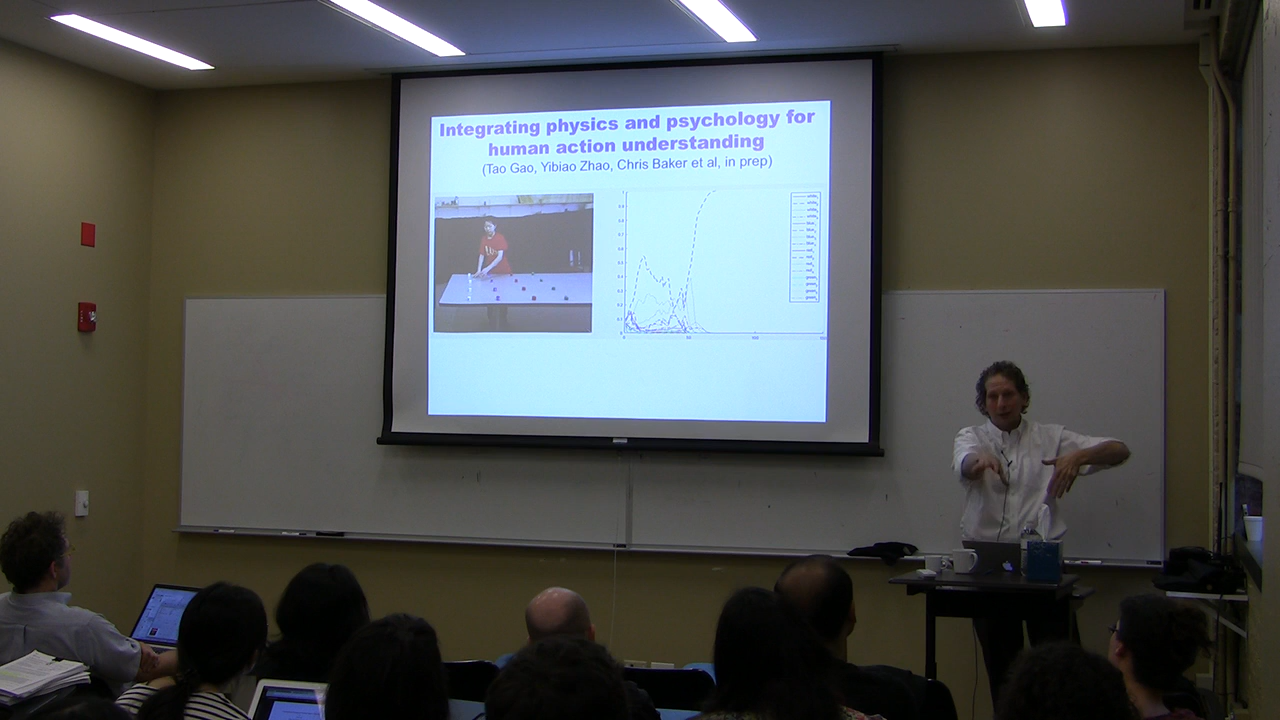 Integrating physics and psychology for
human action understanding
(Tao Gao, Yibiao Zhao, Chris Baker et al, in prep)